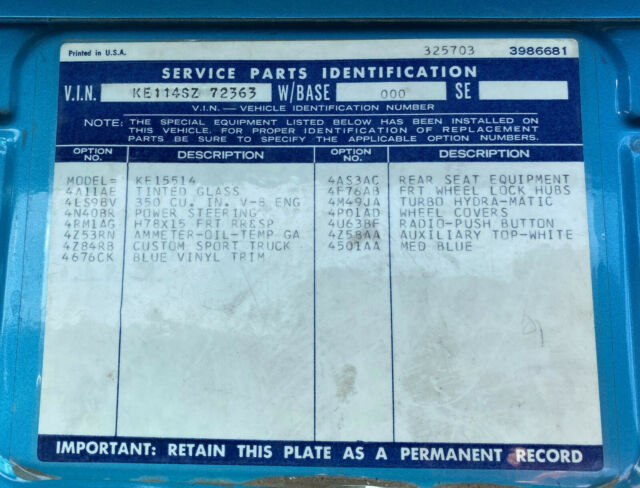 Printed in U.S.A. 325703 3986681
SERVICE PARTS IDENTIFICATION
V.I.N. KE114SZ 72363 W/BASE 000 SE
V.I.N. — VEHICLE IDENTIFICATION NUMBER
NOTE: THE SPECIAL EQUIPMENT LISTED BELOW HAS BEEN INSTALLED ON
THIS VEHICLE. FOR PROPER IDENTIFICATION OF REPLACEMENT
PARTS BE SURE TO SPECIFY THE APPLICABLE OPTION NUMBERS.
OPTION NO. DESCRIPTION OPTION NO. DESCRIPTION
MODEL= KE15514 4AS3AC REAR SEAT EQUIPMENT
4A11AE TINTED GLASS 4F76AB FRT WHEEL LOCK HUBS
4LS9BV 350 CU. IN. V-8 ENG 4M49JA TURBO HYDRA-MATIC
4N40BR POWER STEERING 4P01AD WHEEL COVERS
4RM1AG H78X15 FRT RR&SP 4U63BF RADIO-PUSH BUTTON
4Z53RN AMMETER-OIL-TEMP GA 4Z58AA AUXILIARY TOP-WHITE
4Z84RB CUSTOM SPORT TRUCK 4501AA MED BLUE
4676CK BLUE VINYL TRIM
IMPORTANT: RETAIN THIS PLATE AS A PERMANENT RECORD